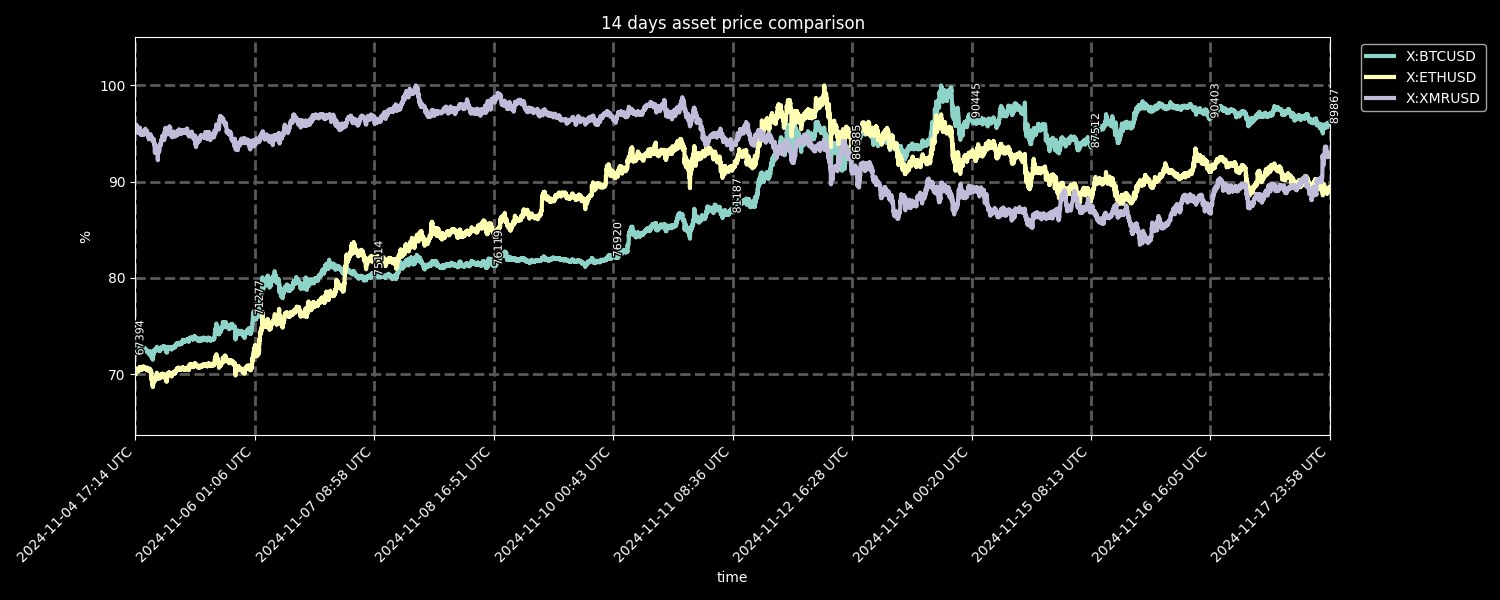 14 days asset price comparison
X:BTCUSD
X:ETHUSD
X:XMRUSD
%
100
90
80
70
67394
71277
75114
76119
76920
81187
86385
90445
87512
90403
89867
2024-11-04 17:14 UTC
2024-11-06 01:06 UTC
2024-11-07 08:58 UTC
2024-11-08 16:51 UTC
2024-11-10 00:43 UTC
2024-11-11 08:36 UTC
2024-11-12 16:28 UTC
2024-11-14 00:20 UTC
2024-11-15 08:13 UTC
2024-11-16 16:05 UTC
2024-11-17 23:58 UTC
time